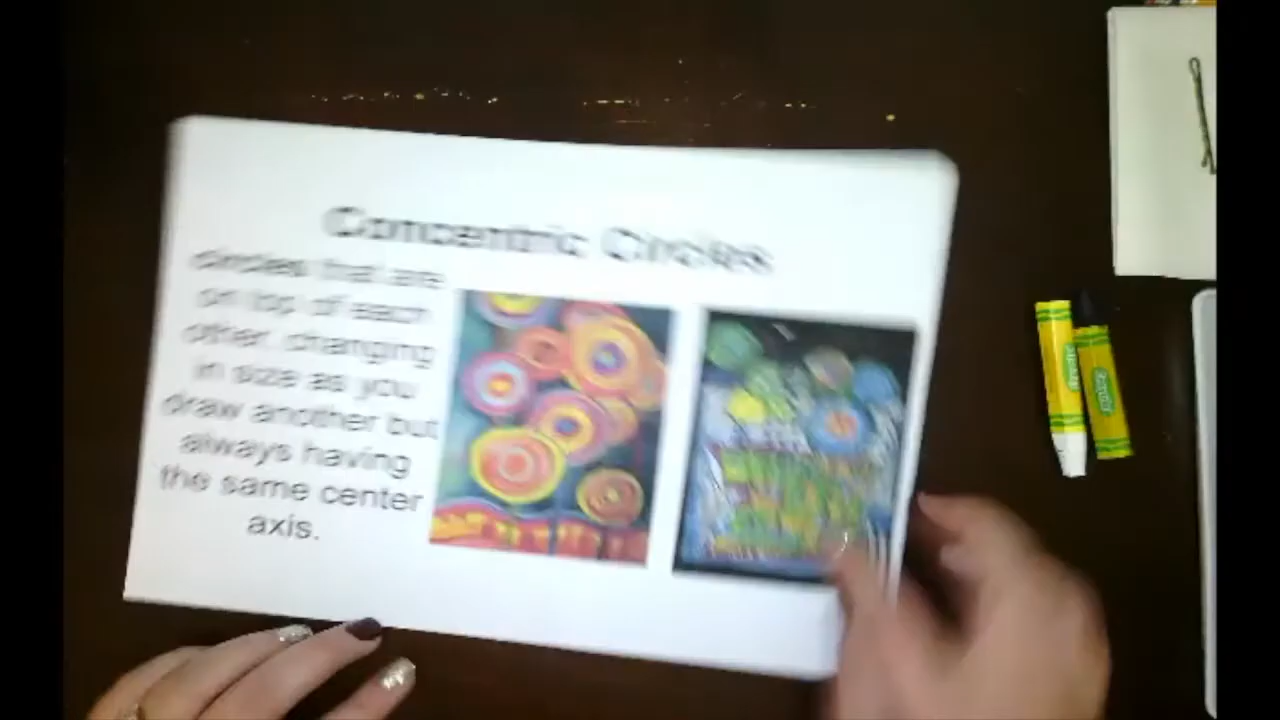 Concentric Circles
circles that are
on top of each
other, changing
in size as you
draw another but
always having
the same center
axis.